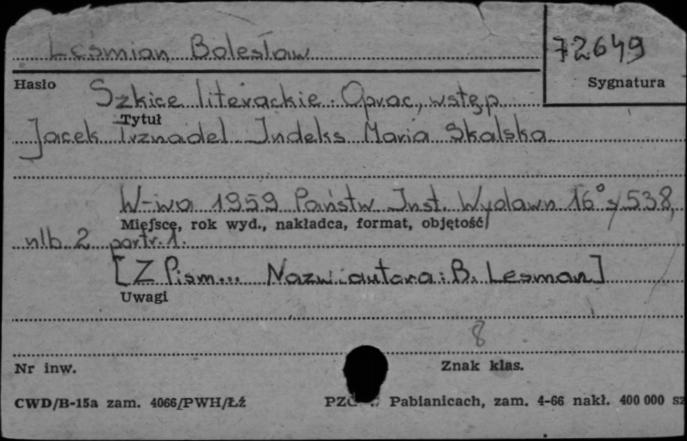 Leśmian Bolesław
72649
Hasło
Sygnatura
Szkice literackie. Oprac., wstęp
Tytuł
Jacek Trznadel Indeks Maria Skalska
W-wa 1959 Państw. Inst. Wydawn 16° s. 538,
Miejsce, rok wyd., nakładca, format, objętość
nlb. 2 portr. 1.
[Z Pism... Nazw. autora: B. Lesman]
Uwagi
8
Nr inw.
Znak klas.
CWD/B-15a zam. 4066/PWH/Łź
Pabianicach, zam. 4-66 nakł. 400 000 sz